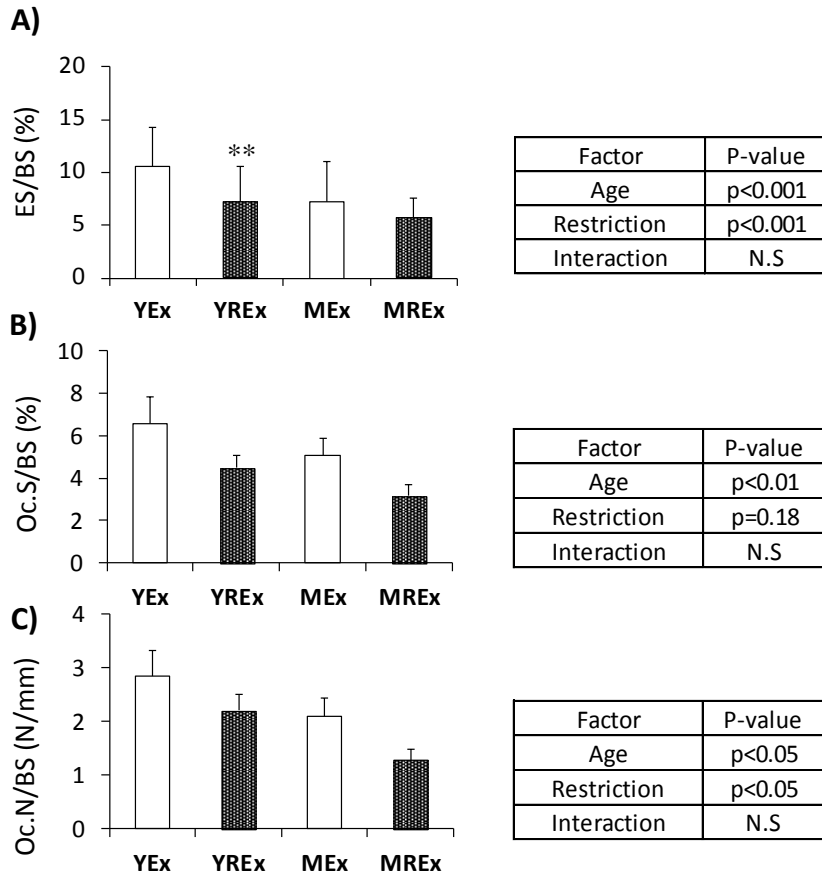 A)
ES/BS (%)
20
15
10
5
0
**
YEx YREx MEx MREx
Factor P-value
Age p<0.001
Restriction p<0.001
Interaction N.S
B)
Oc.S/BS (%)
10
8
6
4
2
0
YEx YREx MEx MREx
Factor P-value
Age p<0.01
Restriction p=0.18
Interaction N.S
C)
Oc.N/BS (N/mm)
4
3
2
1
0
YEx YREx MEx MREx
Factor P-value
Age p<0.05
Restriction p<0.05
Interaction N.S